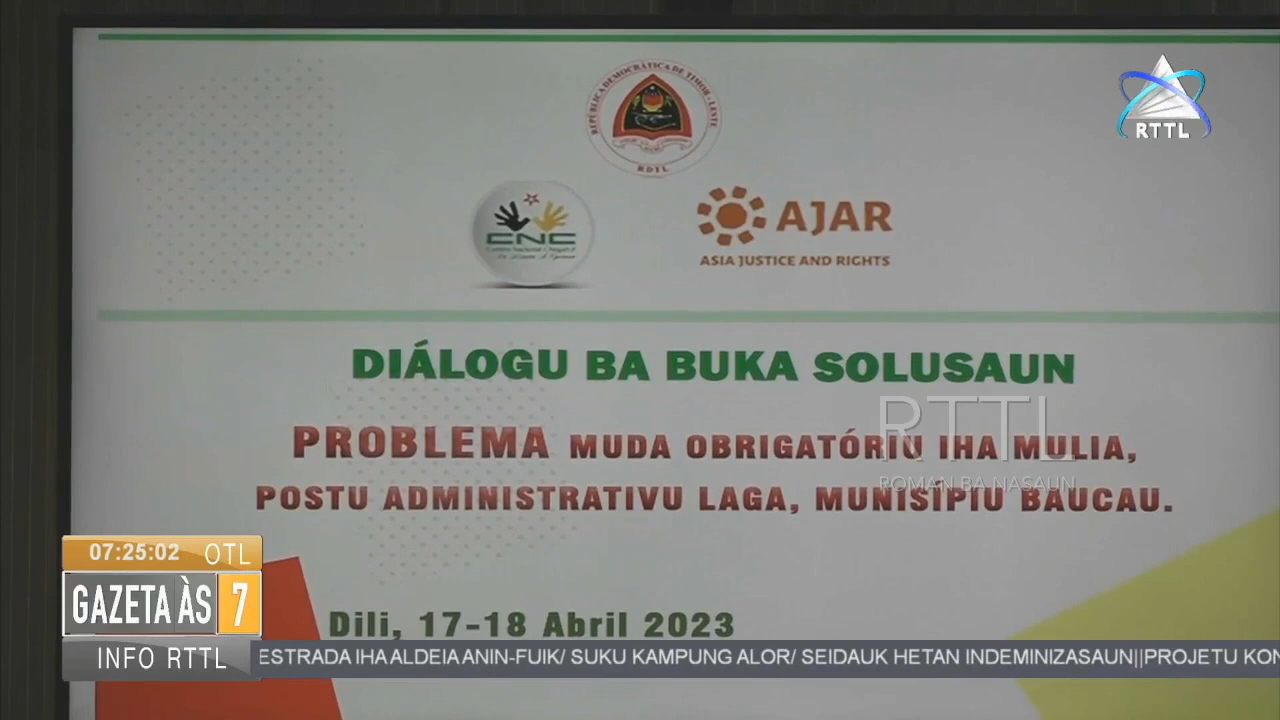 REPÚBLICA DEMOCRÁTICA DE TIMOR-LESTE
RDTL
RTTL
CNC
AJAR
ASIA JUSTICE AND RIGHTS
DIÁLOGU BA BUKA SOLUSAUN
PROBLEMA MUDA OBRIGATÓRIU IHA MULIA,
POSTU ADMINISTRATIVU LAGA, MUNISIPIU BAUCAU.
RTTL
ROMAN BA NASAUN
07:25:02 OTL
GAZETA ÀS 7
Dili, 17-18 Abril 2023
INFO RTTL
ESTRADA IHA ALDEIA ANIN-FUIK/ SUKU KAMPUNG ALOR/ SEIDAUK HETAN INDEMINIZASAUN||PROJETU KON